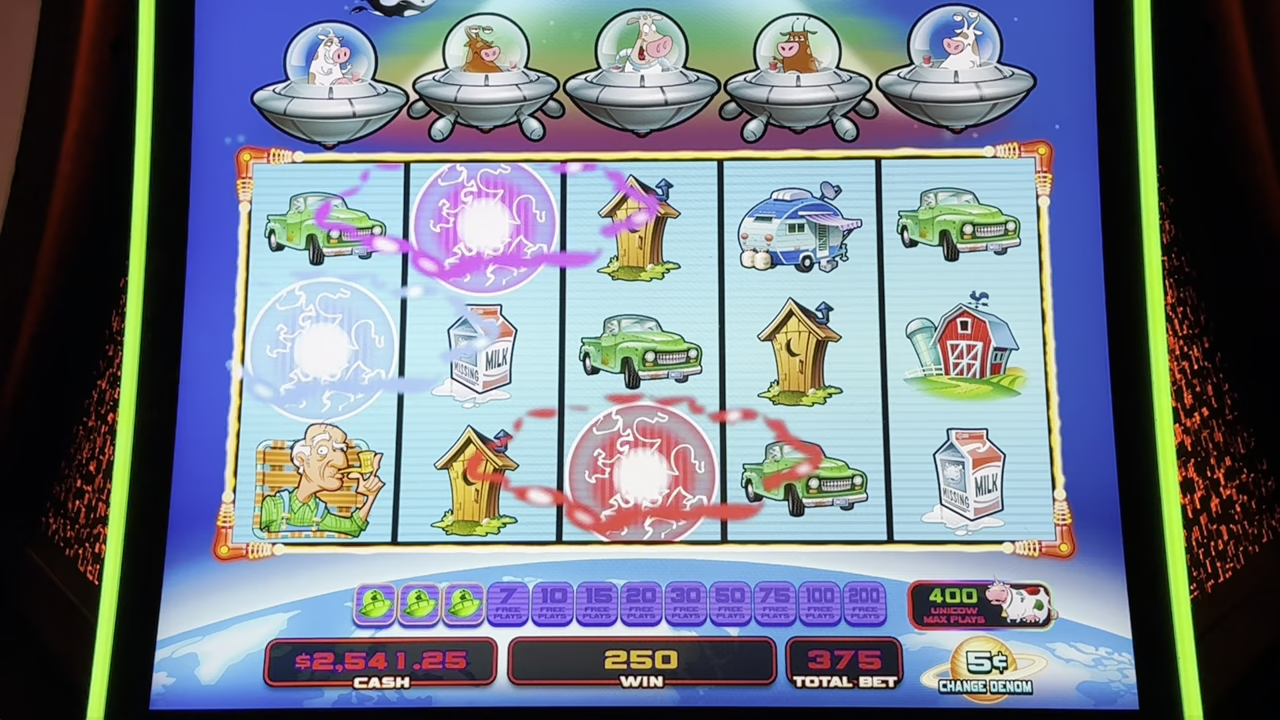 MISSING
MILK
MISSING
MILK
7
FREE
PLAYS
10
FREE
PLAYS
15
FREE
PLAYS
20
FREE
PLAYS
30
FREE
PLAYS
50
FREE
PLAYS
75
FREE
PLAYS
100
FREE
PLAYS
200
FREE
PLAYS
400
UNICOW
MAX PLAYS
$2,541.25
CASH
250
WIN
375
TOTAL BET
5¢
CHANGE DENOM